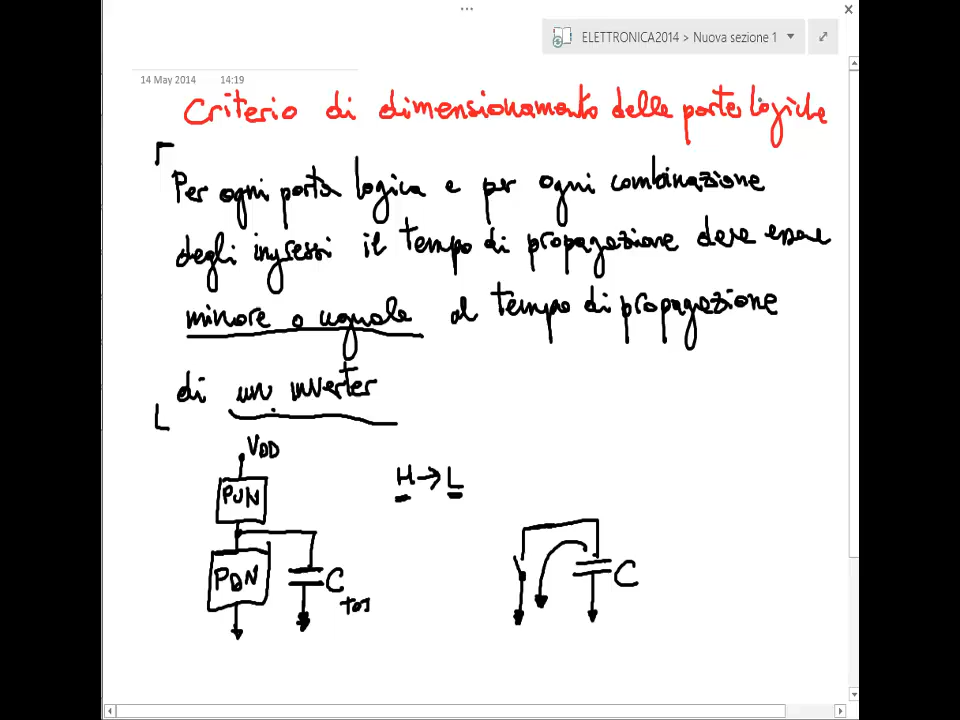 ELETTRONICA2014 > Nuova sezione 1
14 May 2014 14:19
Criterio di dimensionamento delle porte logiche
Per ogni porta logica e per ogni combinazione
degli ingressi il tempo di propagazione deve essere
minore o uguale al tempo di propagazione
di un inverter
VDD
PUN
H→L
PDN
C
tot
C